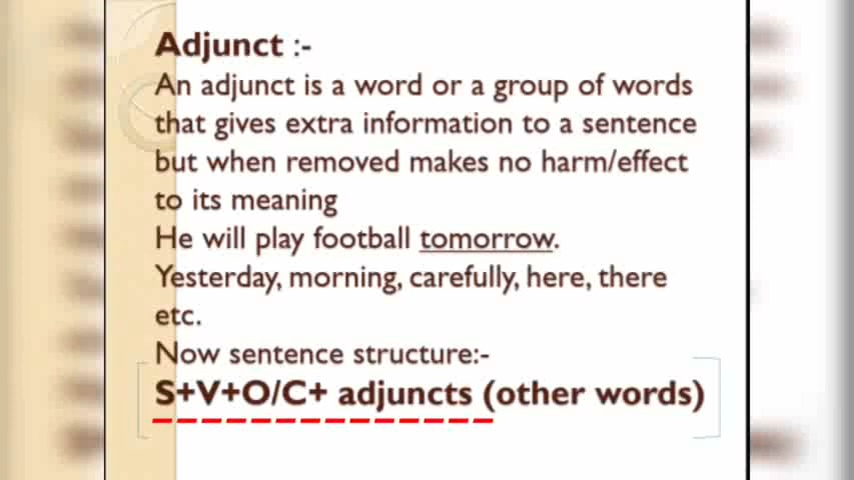 Adjunct :-
An adjunct is a word or a group of words
that gives extra information to a sentence
but when removed makes no harm/effect
to its meaning
He will play football tomorrow.
Yesterday, morning, carefully, here, there
etc.
Now sentence structure:-
S+V+O/C+ adjuncts (other words)